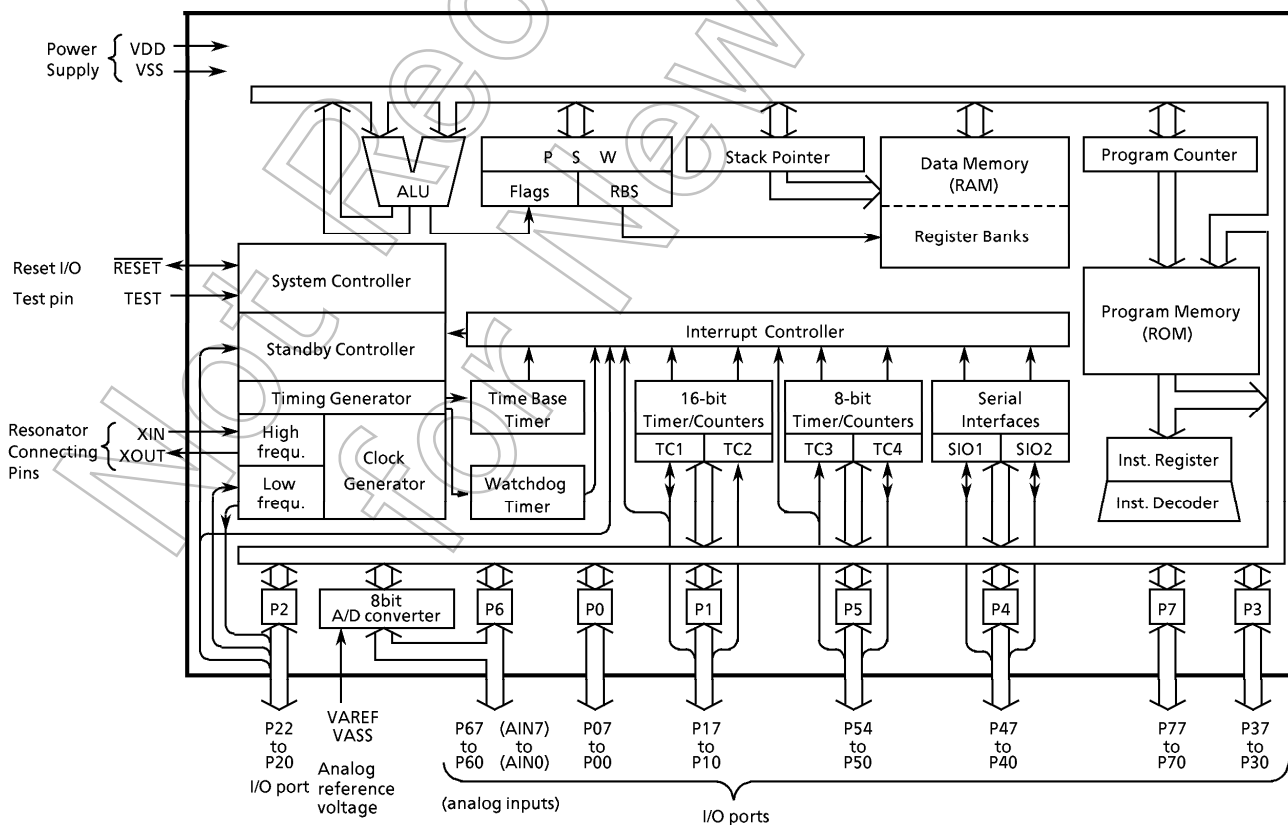 Power
Supply
VDD
VSS
P S W
Flags
RBS
ALU
Stack Pointer
Data Memory
(RAM)
Register Banks
Program Counter
Reset I/O
RESET
Test pin
TEST
System Controller
Standby Controller
Timing Generator
High
frequ.
Low
frequ.
Clock
Generator
Resonator
Connecting
Pins
XIN
XOUT
Interrupt Controller
Time Base
Timer
Watchdog
Timer
16-bit
Timer/Counters
TC1
TC2
8-bit
Timer/Counters
TC3
TC4
Serial
Interfaces
SIO1
SIO2
Program Memory
(ROM)
Inst. Register
Inst. Decoder
P2
8bit
A/D converter
P6
P0
P1
P5
P4
P7
P3
P22
to
P20
I/O port
VAREF
VASS
Analog
reference
voltage
P67
to
P60
(AIN7)
to
(AIN0)
(analog inputs)
P07
to
P00
P17
to
P10
P54
to
P50
P47
to
P40
P77
to
P70
P37
to
P30
I/O ports
Not
for New